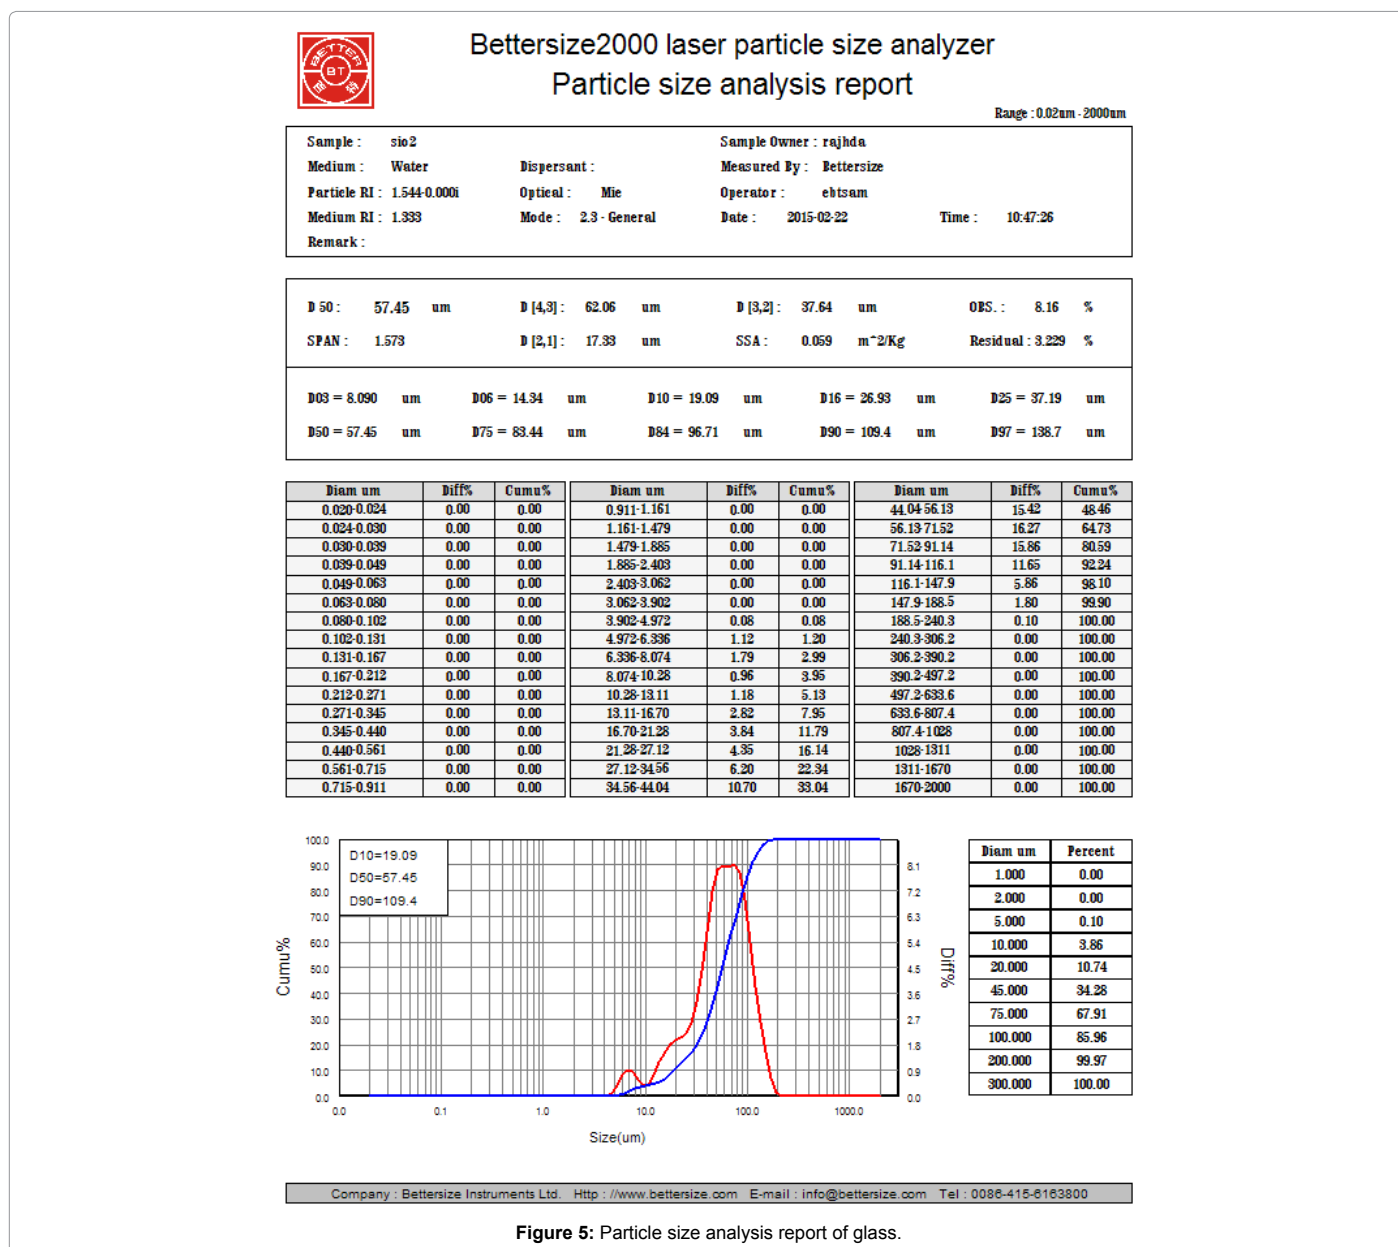 BETTER
BT
Bettersize2000 laser particle size analyzer
Particle size analysis report
Range : 0.02um - 2000um
Sample : sio2 Sample Owner : rajhda
Medium : Water Dispersant : Measured By : Bettersize
Particle RI : 1.544-0.000i Optical : Mie Operator : ebtsam
Medium RI : 1.333 Mode : 2.3 - General Date : 2015-02-22 Time : 10:47:26
Remark :
D 50 : 57.45 um D [4,3] : 62.06 um D [3,2] : 37.64 um OBS. : 8.16 %
SPAN : 1.573 D [2,1] : 17.33 um SSA : 0.059 m^2/Kg Residual : 3.229 %
D03 = 8.090 um D06 = 14.34 um D10 = 19.09 um D16 = 26.93 um D25 = 37.19 um
D50 = 57.45 um D75 = 83.44 um D84 = 96.71 um D90 = 109.4 um D97 = 138.7 um
Diam um Diff% Cumu% Diam um Diff% Cumu% Diam um Diff% Cumu%
0.020-0.024 0.00 0.00 0.911-1.161 0.00 0.00 44.04-56.13 15.42 48.46
0.024-0.030 0.00 0.00 1.161-1.479 0.00 0.00 56.13-71.52 16.27 64.73
0.030-0.039 0.00 0.00 1.479-1.885 0.00 0.00 71.52-91.14 15.86 80.59
0.039-0.049 0.00 0.00 1.885-2.403 0.00 0.00 91.14-116.1 11.65 92.24
0.049-0.063 0.00 0.00 2.403-3.062 0.00 0.00 116.1-147.9 5.86 98.10
0.063-0.080 0.00 0.00 3.062-3.902 0.00 0.00 147.9-188.5 1.80 99.90
0.080-0.102 0.00 0.00 3.902-4.972 0.08 0.08 188.5-240.3 0.10 100.00
0.102-0.131 0.00 0.00 4.972-6.336 1.12 1.20 240.3-306.2 0.00 100.00
0.131-0.167 0.00 0.00 6.336-8.074 1.79 2.99 306.2-390.2 0.00 100.00
0.167-0.212 0.00 0.00 8.074-10.28 0.96 3.95 390.2-497.2 0.00 100.00
0.212-0.271 0.00 0.00 10.28-13.11 1.18 5.13 497.2-633.6 0.00 100.00
0.271-0.345 0.00 0.00 13.11-16.70 2.82 7.95 633.6-807.4 0.00 100.00
0.345-0.440 0.00 0.00 16.70-21.28 3.84 11.79 807.4-1028 0.00 100.00
0.440-0.561 0.00 0.00 21.28-27.12 4.35 16.14 1028-1311 0.00 100.00
0.561-0.715 0.00 0.00 27.12-34.56 6.20 22.34 1311-1670 0.00 100.00
0.715-0.911 0.00 0.00 34.56-44.04 10.70 33.04 1670-2000 0.00 100.00
D10=19.09
D50=57.45
D90=109.4
Cumu%
100.0
90.0
80.0
70.0
60.0
50.0
40.0
30.0
20.0
10.0
0.0
0.0 0.1 1.0 10.0 100.0 1000.0
Size(um)
8.1
7.2
6.3
5.4
4.5
3.6
2.7
1.8
0.9
0.0
Diff%
Diam um Percent
1.000 0.00
2.000 0.00
5.000 0.10
10.000 3.86
20.000 10.74
45.000 34.28
75.000 67.91
100.000 85.96
200.000 99.97
300.000 100.00
Company : Bettersize Instruments Ltd. Http : //www.bettersize.com E-mail : info@bettersize.com Tel : 0086-415-6163800
Figure 5: Particle size analysis report of glass.